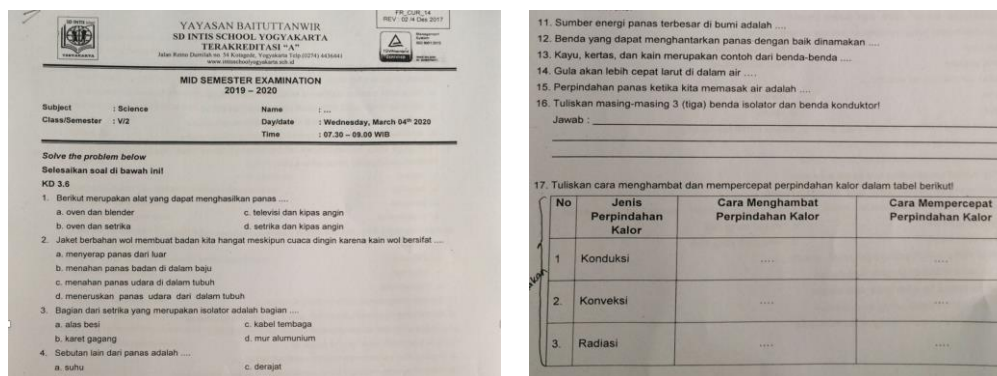 FR_CUR_14
REV : 02 /4 Des 2017
YAYASAN BAITUTTANWIR
SD INTIS SCHOOL YOGYAKARTA
TERAKREDITASI “A”
www.intisschoolyogyakarta.sch.id
YOGYAKARTA
MID SEMESTER EXAMINATION
2019 – 2020
Subject : Science Name : ...
Class/Semester : V/2 Day/date : Wednesday, March 04th 2020
Time : 07.30 – 09.00 WIB
Solve the problem below
Selesaikan soal di bawah ini!
KD 3.6
1. Berikut merupakan alat yang dapat menghasilkan panas ....
a. oven dan blender c. televisi dan kipas angin
b. oven dan setrika d. setrika dan kipas angin
2. Jaket berbahan wol membuat badan kita hangat meskipun cuaca dingin karena kain wol bersifat ....
a. menyerap panas dari luar
b. menahan panas badan di dalam baju
c. menahan panas udara di dalam tubuh
d. meneruskan panas udara dari dalam tubuh
3. Bagian dari setrika yang merupakan isolator adalah bagian ....
a. alas besi c. kabel tembaga
b. karet gagang d. mur alumunium
4. Sebutan lain dari panas adalah ....
a. suhu c. derajat
11. Sumber energi panas terbesar di bumi adalah ....
12. Benda yang dapat menghantarkan panas dengan baik dinamakan ....
13. Kayu, kertas, dan kain merupakan contoh dari benda-benda ....
14. Gula akan lebih cepat larut di dalam air ....
15. Perpindahan panas ketika kita memasak air adalah ....
16. Tuliskan masing-masing 3 (tiga) benda isolator dan benda konduktor!
Jawab :
17. Tuliskan cara menghambat dan mempercepat perpindahan kalor dalam tabel berikut!
No Jenis Perpindahan Kalor Cara Menghambat Perpindahan Kalor Cara Mempercepat Perpindahan Kalor
1 Konduksi .... ....
2. Konveksi .... ....
3. Radiasi .... ....